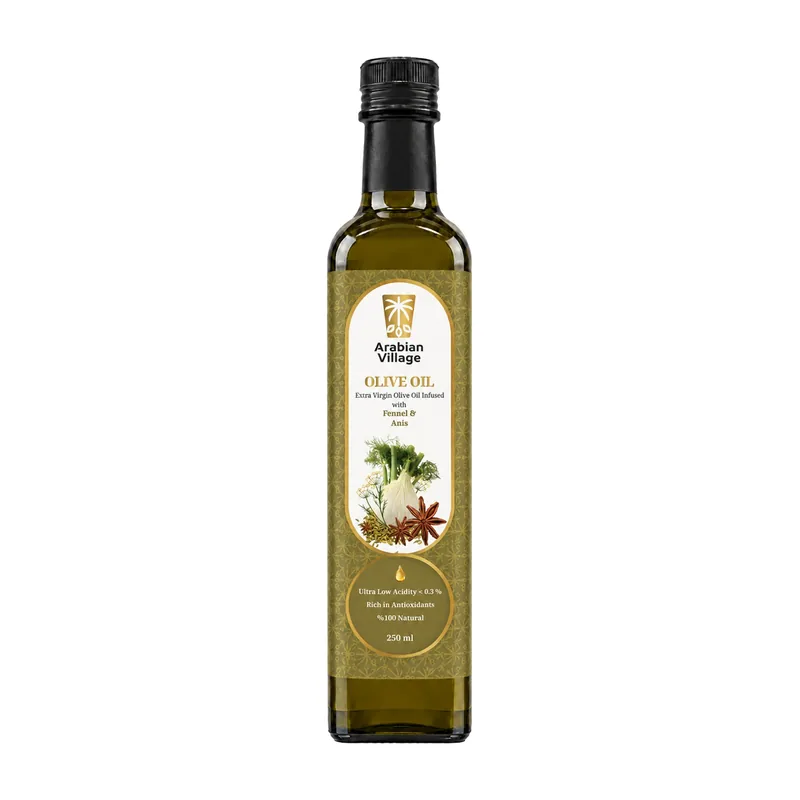 Arabian
Village
OLIVE OIL
Extra Virgin Olive Oil Infused
with
Fennel &
Anis
Ultra Low Acidity < 0.3 %
Rich in Antioxidants
%100 Natural
250 ml